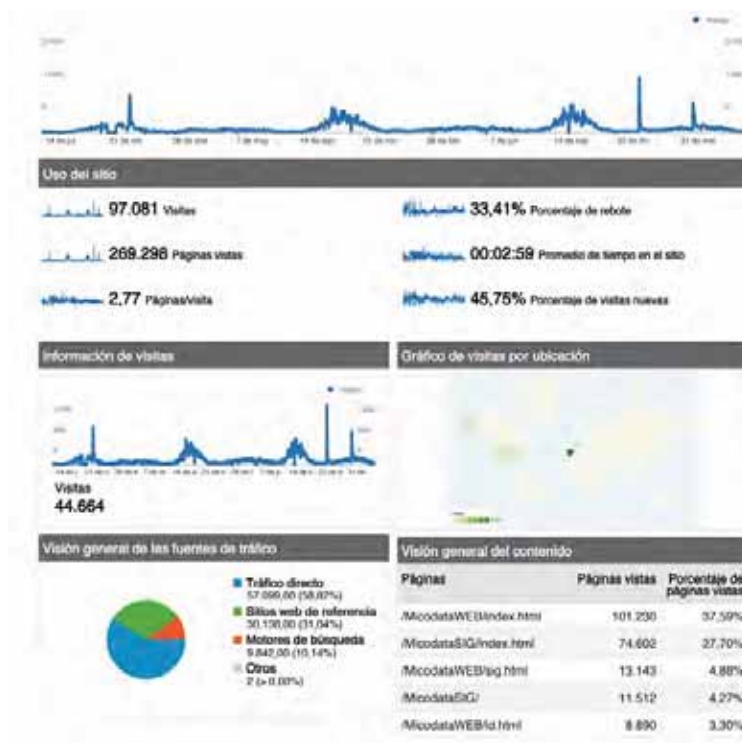 Uso del sitio
97.081 Visitas
33,41% Porcentaje de rebote
269.298 Páginas vistas
00:02:59 Promedio de tiempo en el sitio
2,77 Páginas/visita
45,75% Porcentaje de visitas nuevas
Información de visitas
Gráfico de visitas por ubicación
Visitas
44.664
Visión general de las fuentes de tráfico
Visión general del contenido
Tráfico directo
57.099,00 (58,82%)
Sitios web de referencia
30.138,00 (31,04%)
Motores de búsqueda
9.842,00 (10,14%)
Otros
2 (> 0.00%)
Páginas
Páginas vistas
Porcentaje de
páginas vistas
/MicodataWEB/index.html 101.230 37,59%
/MicodataSIG/index.html 74.602 27,70%
/MicodataWEB/sig.html 13.143 4,88%
/MicodataSIG/ 11.512 4,27%
/MicodataWEB/id.html 8.890 3,30%